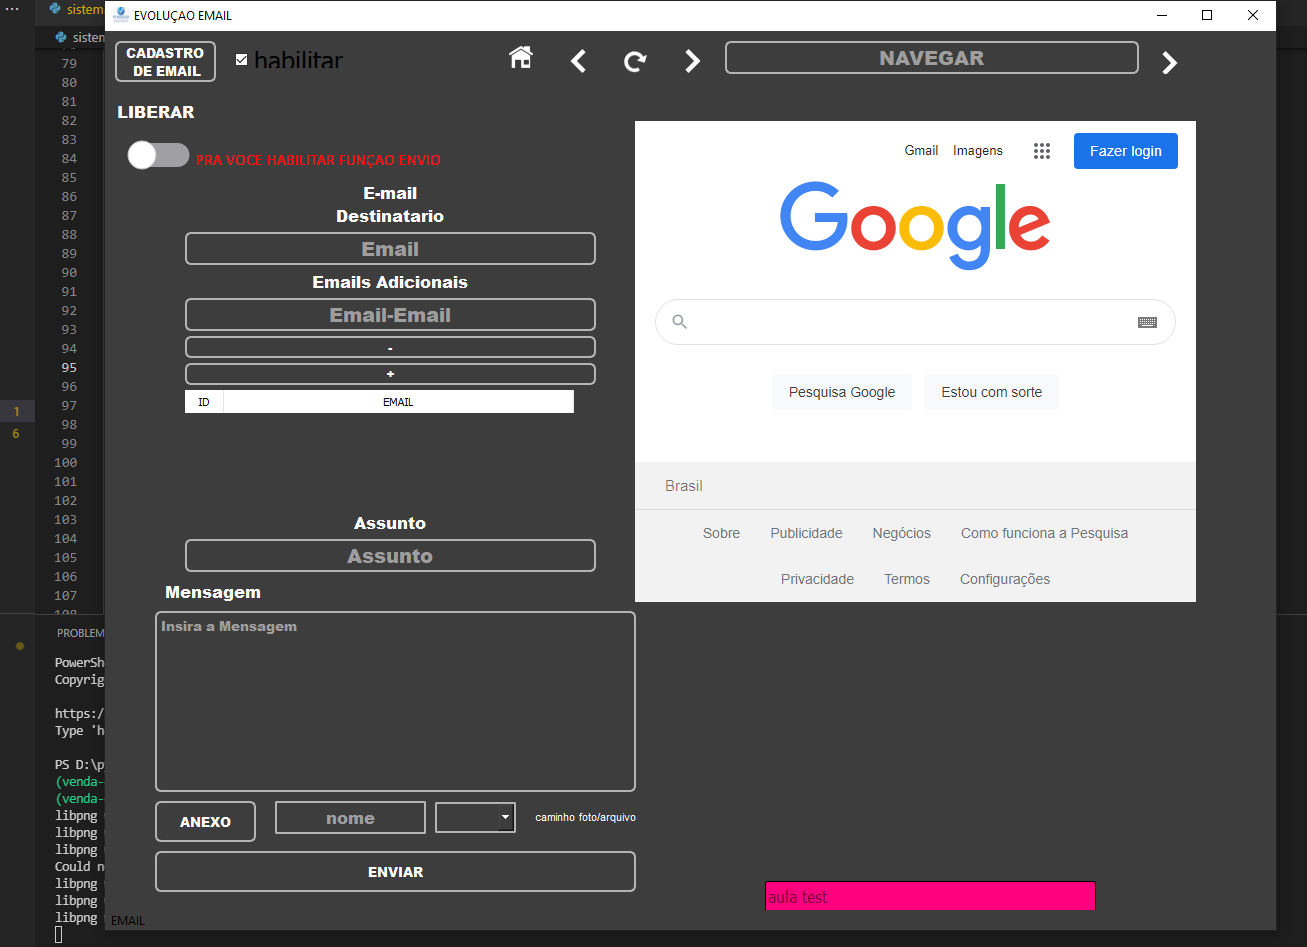 sistem
EVOLUÇAO EMAIL
sisten
CADASTRO
DE EMAIL
habilitar
NAVEGAR
LIBERAR
PRA VOCE HABILITAR FUNÇAO ENVIO
E-mail
Destinatario
Email
Emails Adicionais
Email-Email
-
+
ID EMAIL
Assunto
Assunto
Mensagem
Insira a Mensagem
ANEXO
nome
caminho foto/arquivo
ENVIAR
EMAIL
Gmail Imagens
Fazer login
Google
Pesquisa Google
Estou com sorte
Brasil
Sobre Publicidade Negócios Como funciona a Pesquisa
Privacidade Termos Configurações
aula test
79
80
81
82
83
84
85
86
87
88
89
90
91
92
93
94
95
96
97
98
99
100
101
102
103
104
105
106
107
1
6
PROBLEM
PowerSh
Copyrig
https:/
Type 'h
PS D:\p
(venda-
(venda-
libpng
libpng
libpng
Could n
libpng
libpng
libpng